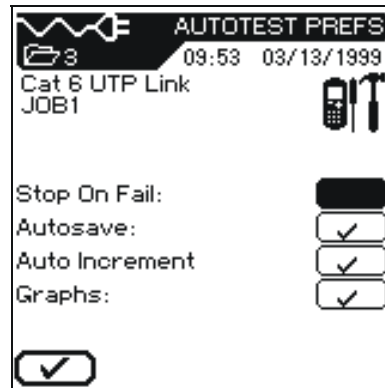 AUTOTEST PREFS
3 09:53 03/13/1999
Cat 6 UTP Link
JOB1
Stop On Fail:
Autosave:
Auto Increment
Graphs: